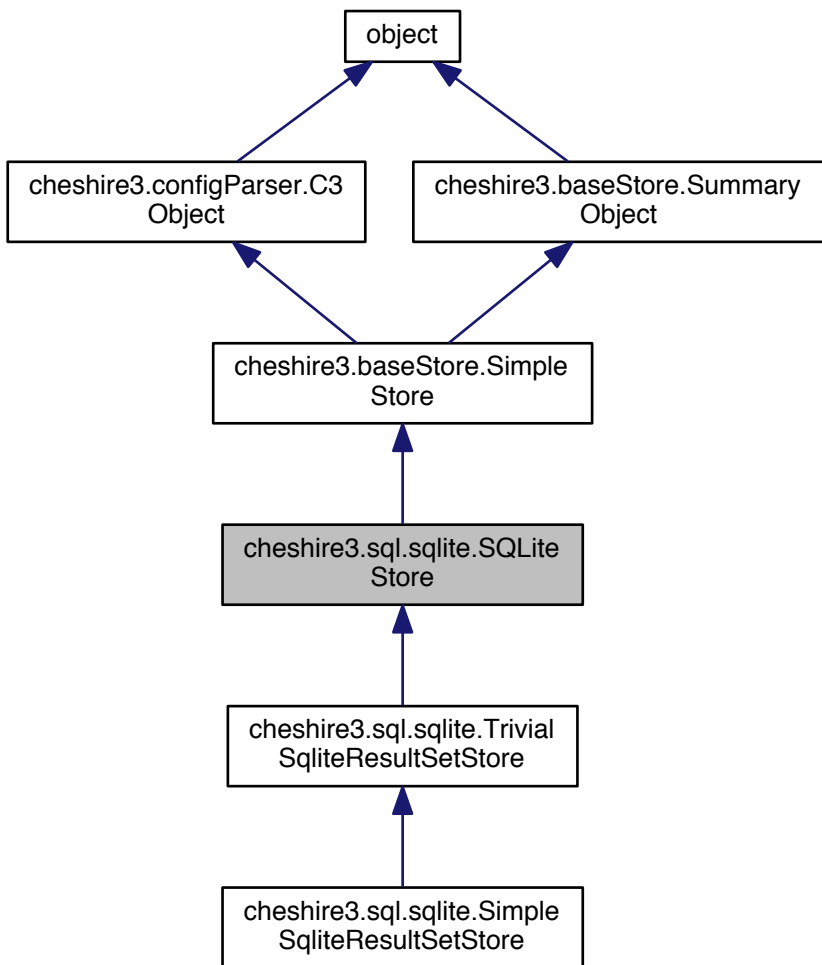 object
cheshire3.configParser.C3
Object
cheshire3.baseStore.Summary
Object
cheshire3.baseStore.Simple
Store
cheshire3.sql.sqlite.SQLite
Store
cheshire3.sql.sqlite.Trivial
SqliteResultSetStore
cheshire3.sql.sqlite.Simple
SqliteResultSetStore